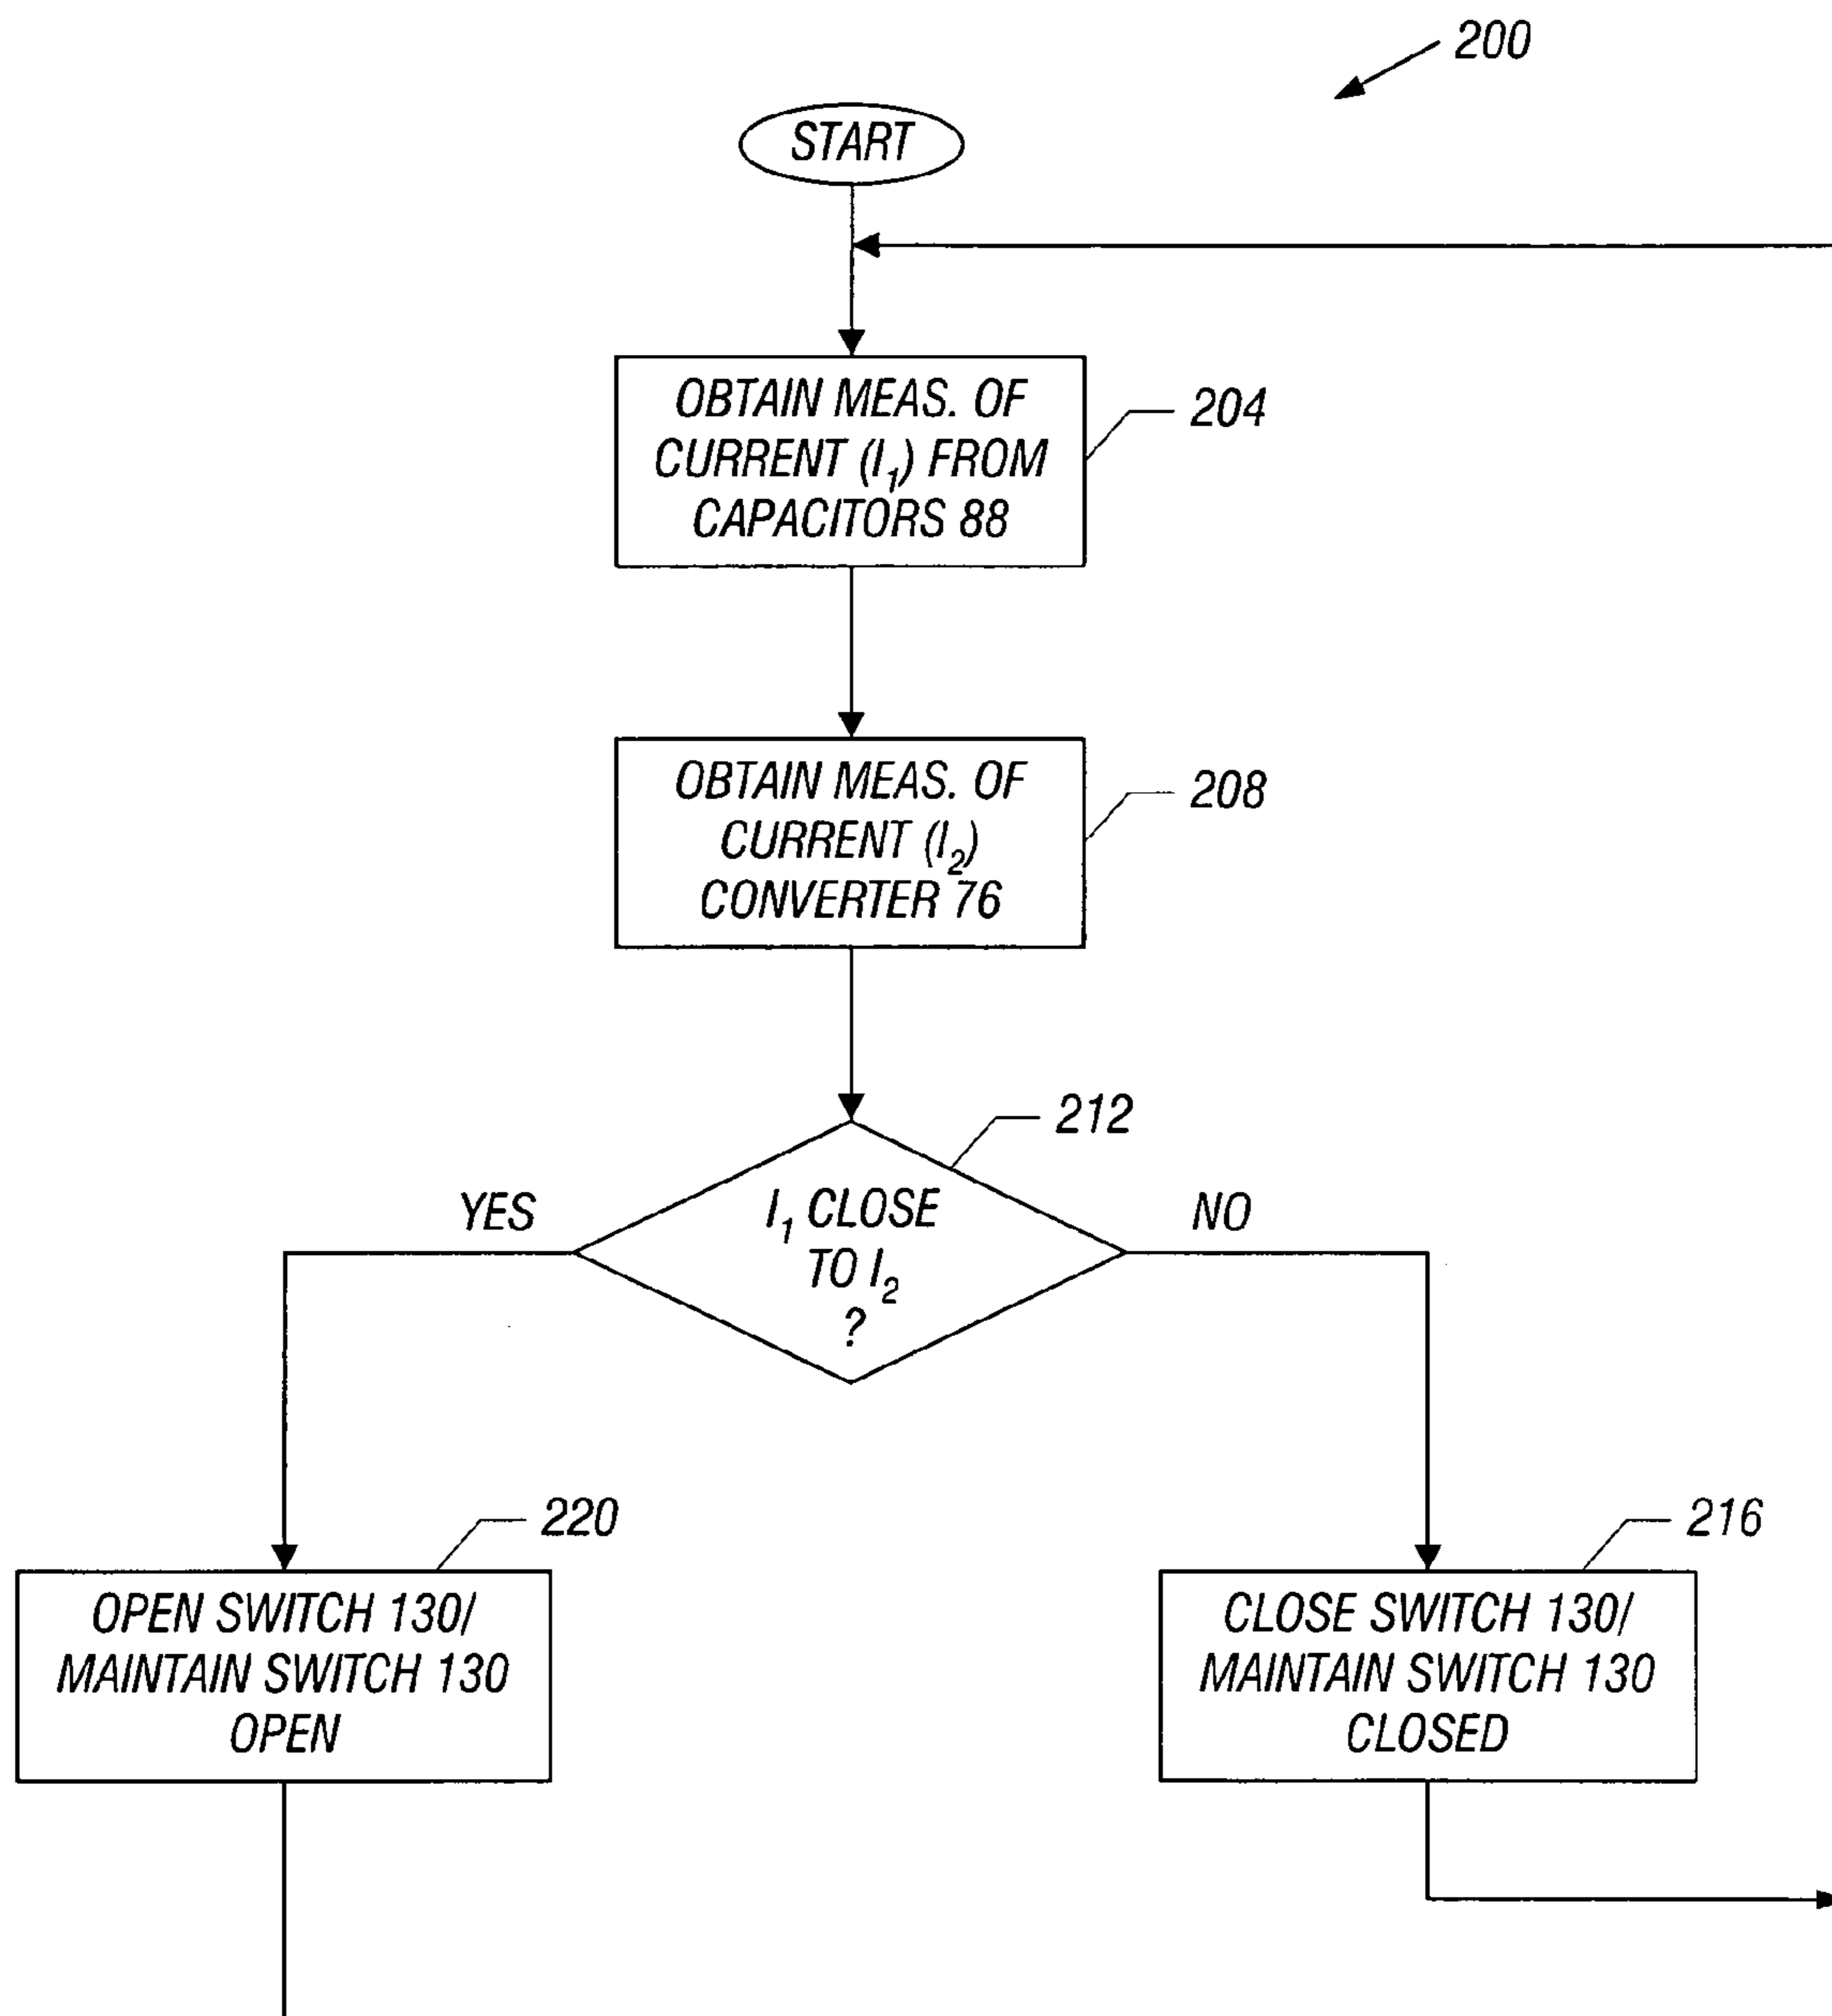 200
START
OBTAIN MEAS. OF
CURRENT (I1) FROM
CAPACITORS 88
204
OBTAIN MEAS. OF
CURRENT (I2)
CONVERTER 76
208
212
I1 CLOSE
TO I2
?
YES
NO
220
OPEN SWITCH 130/
MAINTAIN SWITCH 130
OPEN
216
CLOSE SWITCH 130/
MAINTAIN SWITCH 130
CLOSED